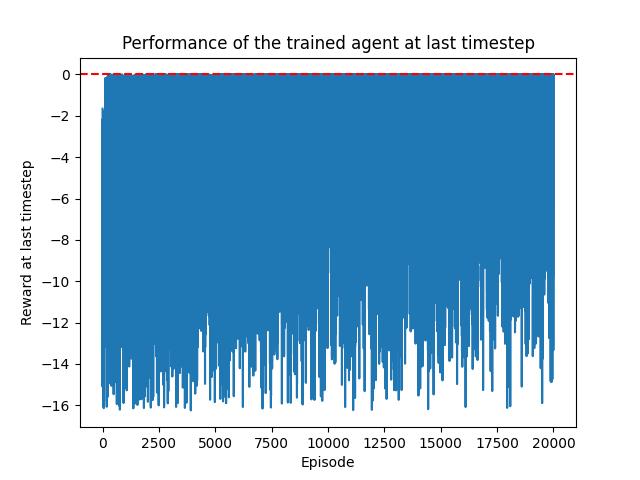 Performance of the trained agent at last timestep
0
−2
−4
−6
−8
−10
−12
−14
−16
Reward at last timestep
0 2500 5000 7500 10000 12500 15000 17500 20000
Episode